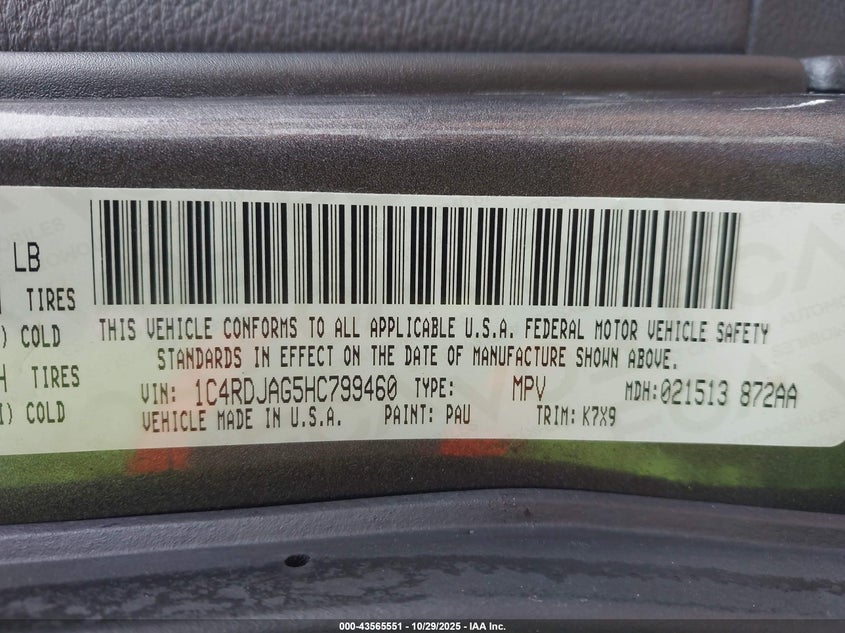 LB
TIRES
) COLD
THIS VEHICLE CONFORMS TO ALL APPLICABLE U.S.A. FEDERAL MOTOR VEHICLE SAFETY
STANDARDS IN EFFECT ON THE DATE OF MANUFACTURE SHOWN ABOVE.
H TIRES
VIN: 1C4RDJAG5HC799460 TYPE: MPV MDH:021513 872AA
I) COLD
VEHICLE MADE IN U.S.A. PAINT: PAU TRIM: K7X9
000-43565551 - 10/29/2025 - IAA Inc.